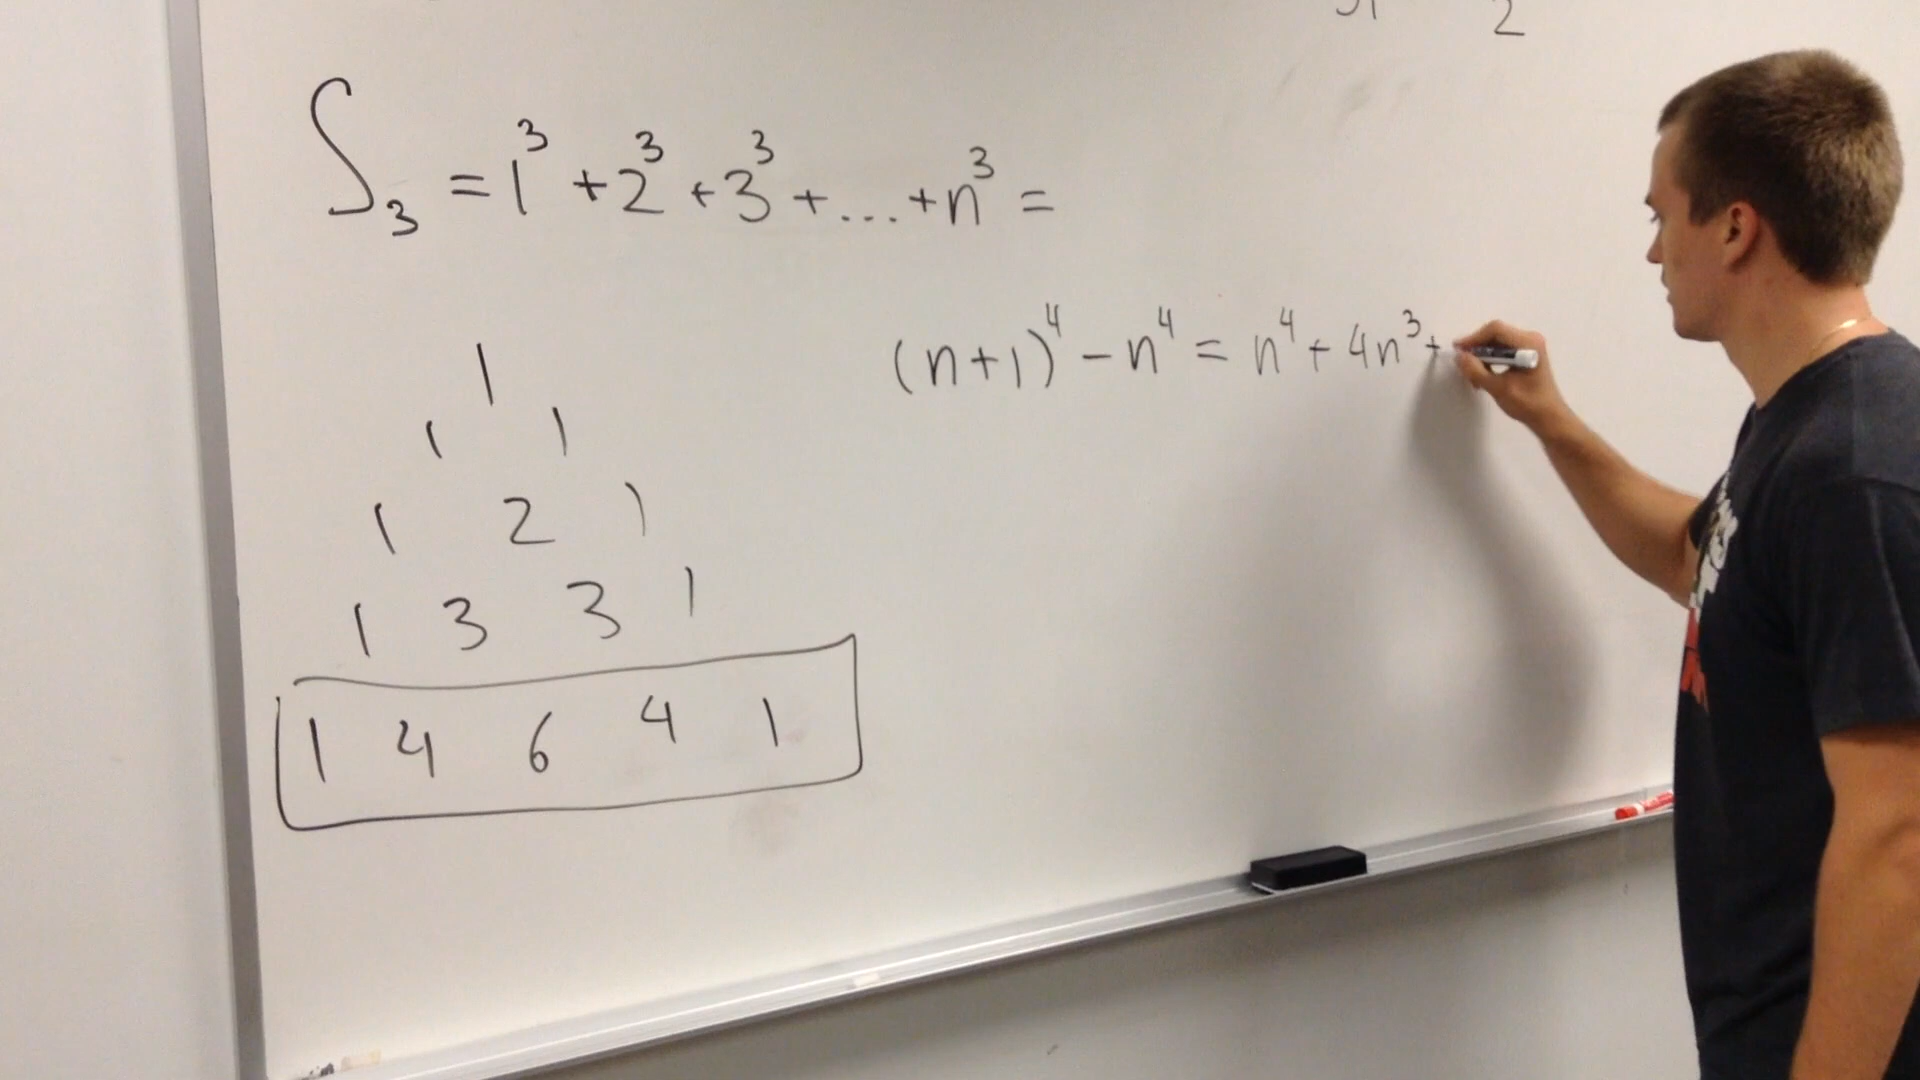 2
S₃ = 1³ + 2³ + 3³ + ... + n³ =
(n+1)⁴ - n⁴ = n⁴ + 4n³ +
1
1 1
1 2 1
1 3 3 1
1 4 6 4 1